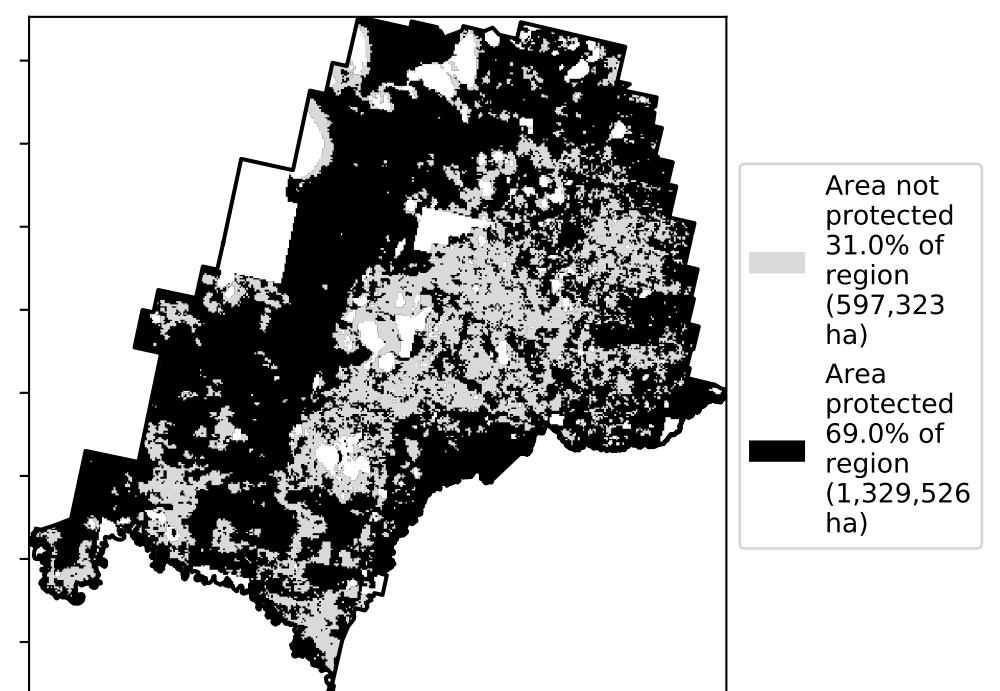 Area not
protected
31.0% of
region
(597,323
ha)
Area
protected
69.0% of
region
(1,329,526
ha)